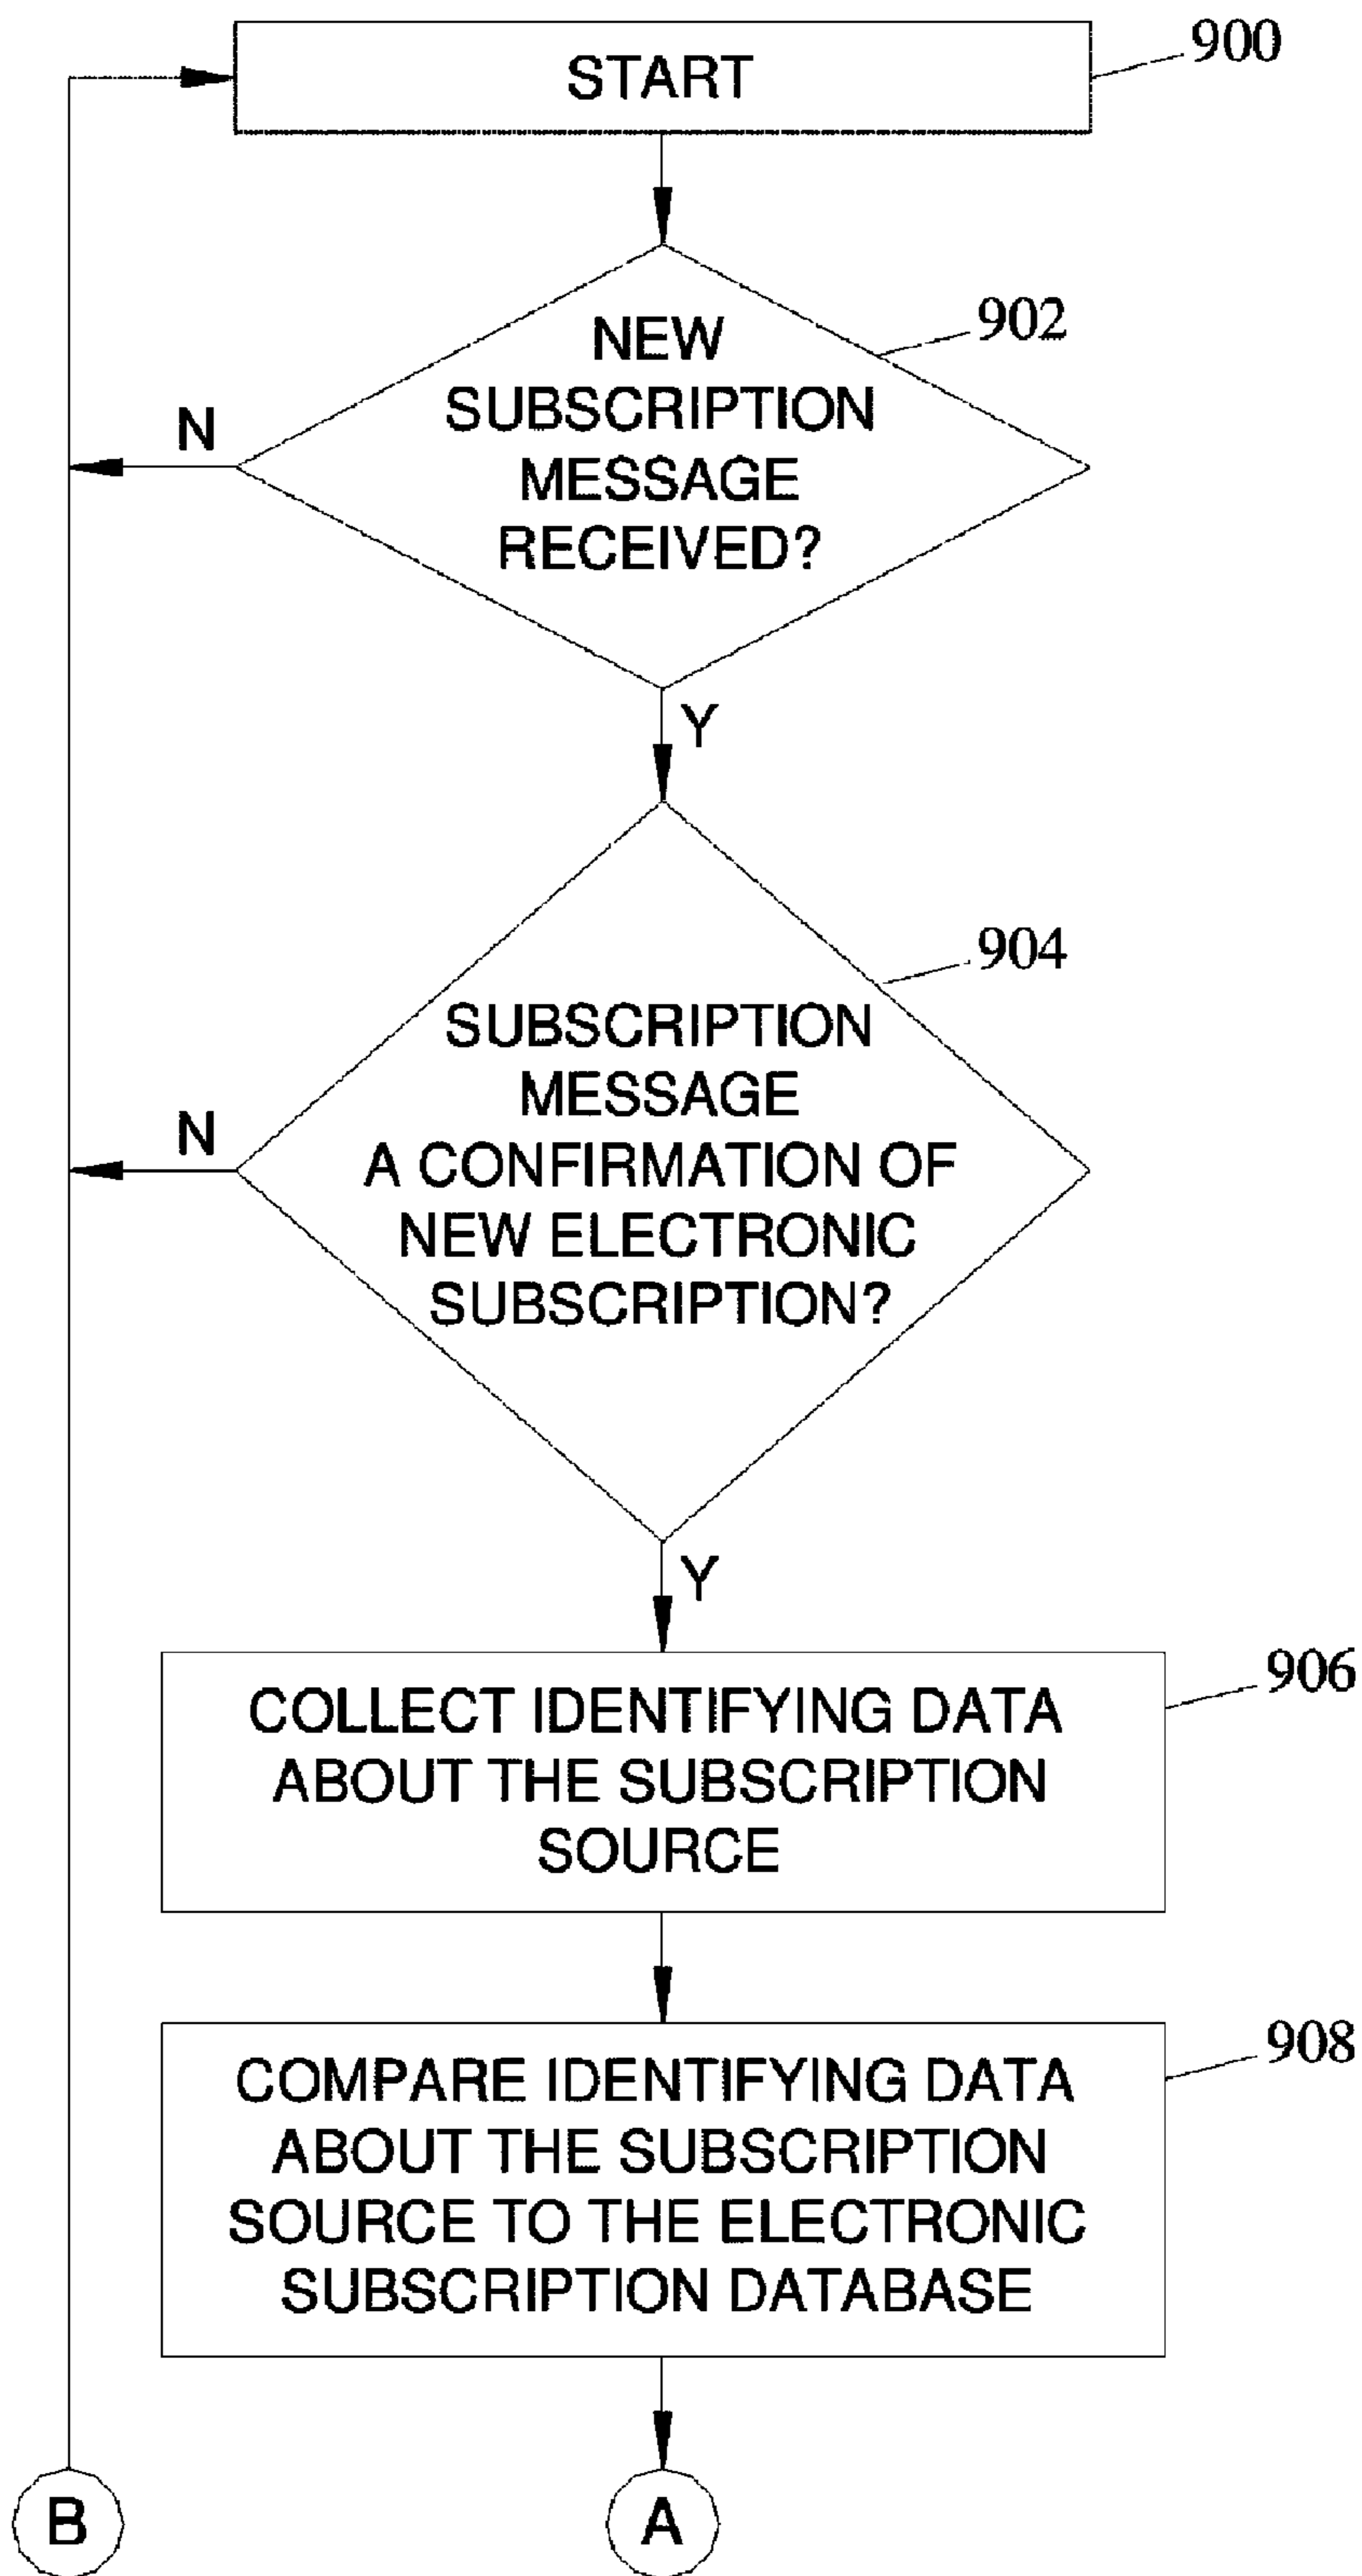 START
900
NEW
SUBSCRIPTION
MESSAGE
RECEIVED?
902
N
Y
SUBSCRIPTION
MESSAGE
A CONFIRMATION OF
NEW ELECTRONIC
SUBSCRIPTION?
904
N
Y
COLLECT IDENTIFYING DATA
ABOUT THE SUBSCRIPTION
SOURCE
906
COMPARE IDENTIFYING DATA
ABOUT THE SUBSCRIPTION
SOURCE TO THE ELECTRONIC
SUBSCRIPTION DATABASE
908
B
A